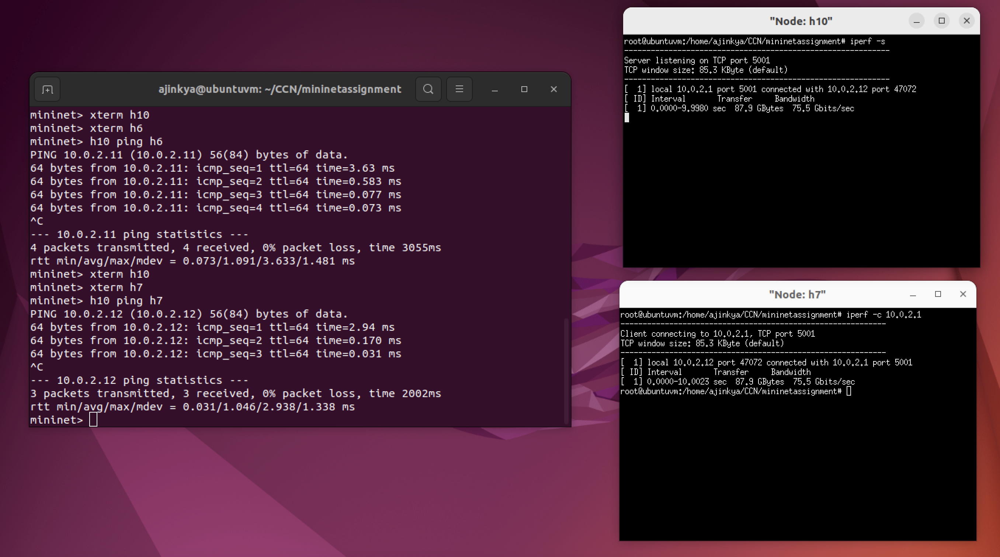 ajinkya@ubuntuvm: ~/CCN/mininetassignment
mininet> xterm h10
mininet> xterm h6
mininet> h10 ping h6
PING 10.0.2.11 (10.0.2.11) 56(84) bytes of data.
64 bytes from 10.0.2.11: icmp_seq=1 ttl=64 time=3.63 ms
64 bytes from 10.0.2.11: icmp_seq=2 ttl=64 time=0.583 ms
64 bytes from 10.0.2.11: icmp_seq=3 ttl=64 time=0.077 ms
64 bytes from 10.0.2.11: icmp_seq=4 ttl=64 time=0.073 ms
^C
--- 10.0.2.11 ping statistics ---
4 packets transmitted, 4 received, 0% packet loss, time 3055ms
rtt min/avg/max/mdev = 0.073/1.091/3.633/1.481 ms
mininet> xterm h10
mininet> xterm h7
mininet> h10 ping h7
PING 10.0.2.12 (10.0.2.12) 56(84) bytes of data.
64 bytes from 10.0.2.12: icmp_seq=1 ttl=64 time=2.94 ms
64 bytes from 10.0.2.12: icmp_seq=2 ttl=64 time=0.170 ms
64 bytes from 10.0.2.12: icmp_seq=3 ttl=64 time=0.031 ms
^C
--- 10.0.2.12 ping statistics ---
3 packets transmitted, 3 received, 0% packet loss, time 2002ms
rtt min/avg/max/mdev = 0.031/1.046/2.938/1.338 ms
mininet>
"Node: h10"
root@ubuntuvm:/home/ajinkya/CCN/mininetassignment# iperf -s
------------------------------------------------------------
Server listening on TCP port 5001
TCP window size: 85.3 KByte (default)
------------------------------------------------------------
[  1] local 10.0.2.1 port 5001 connected with 10.0.2.12 port 47072
[ ID] Interval       Transfer     Bandwidth
[  1] 0.0000-9.9980 sec  87.9 GBytes  75.5 Gbits/sec
"Node: h7"
root@ubuntuvm:/home/ajinkya/CCN/mininetassignment# iperf -c 10.0.2.1
------------------------------------------------------------
Client connecting to 10.0.2.1, TCP port 5001
TCP window size: 85.3 KByte (default)
------------------------------------------------------------
[  1] local 10.0.2.12 port 47072 connected with 10.0.2.1 port 5001
[ ID] Interval       Transfer     Bandwidth
[  1] 0.0000-10.0023 sec  87.9 GBytes  75.5 Gbits/sec
root@ubuntuvm:/home/ajinkya/CCN/mininetassignment#